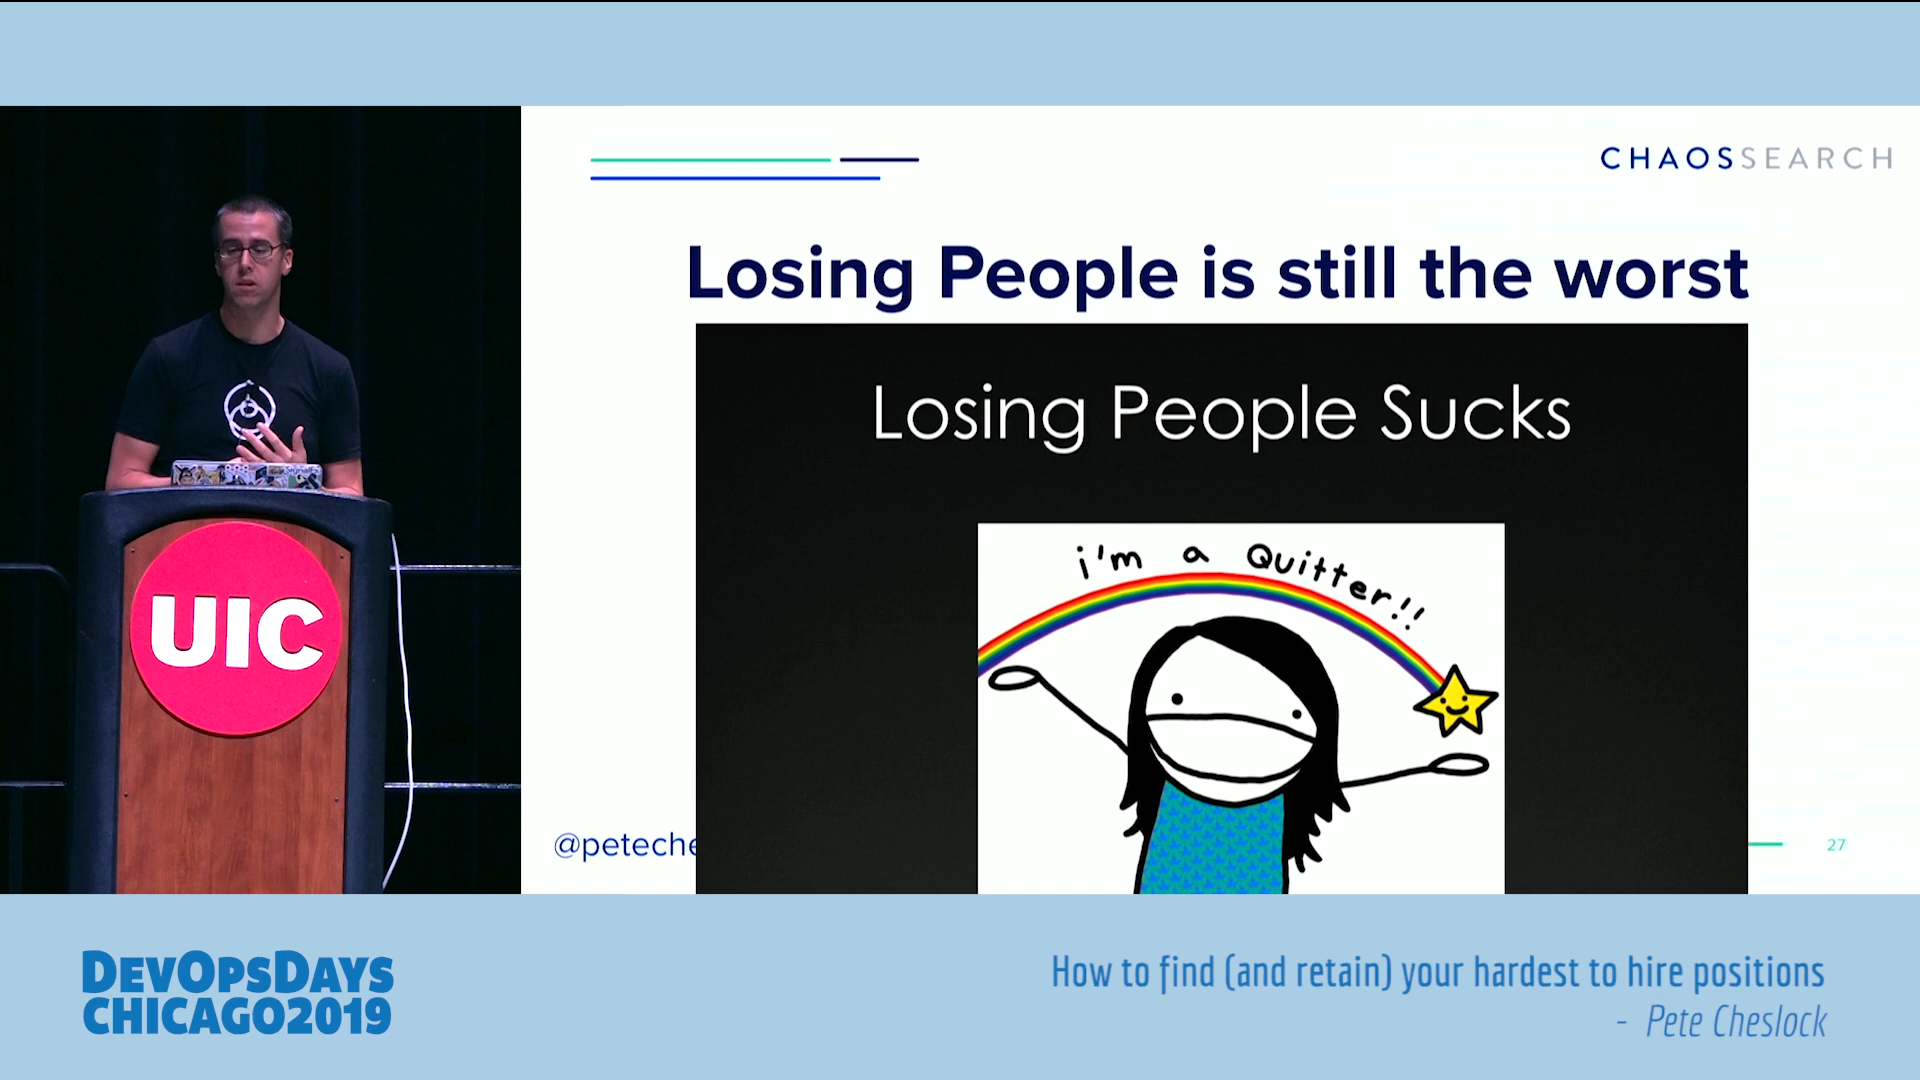 CHAOSSEARCH
Losing People is still the worst
Losing People Sucks
i'm a Quitter!!
UIC
27
DEVOPSDAYS
CHICAGO2019
How to find (and retain) your hardest to hire positions
- Pete Cheslock